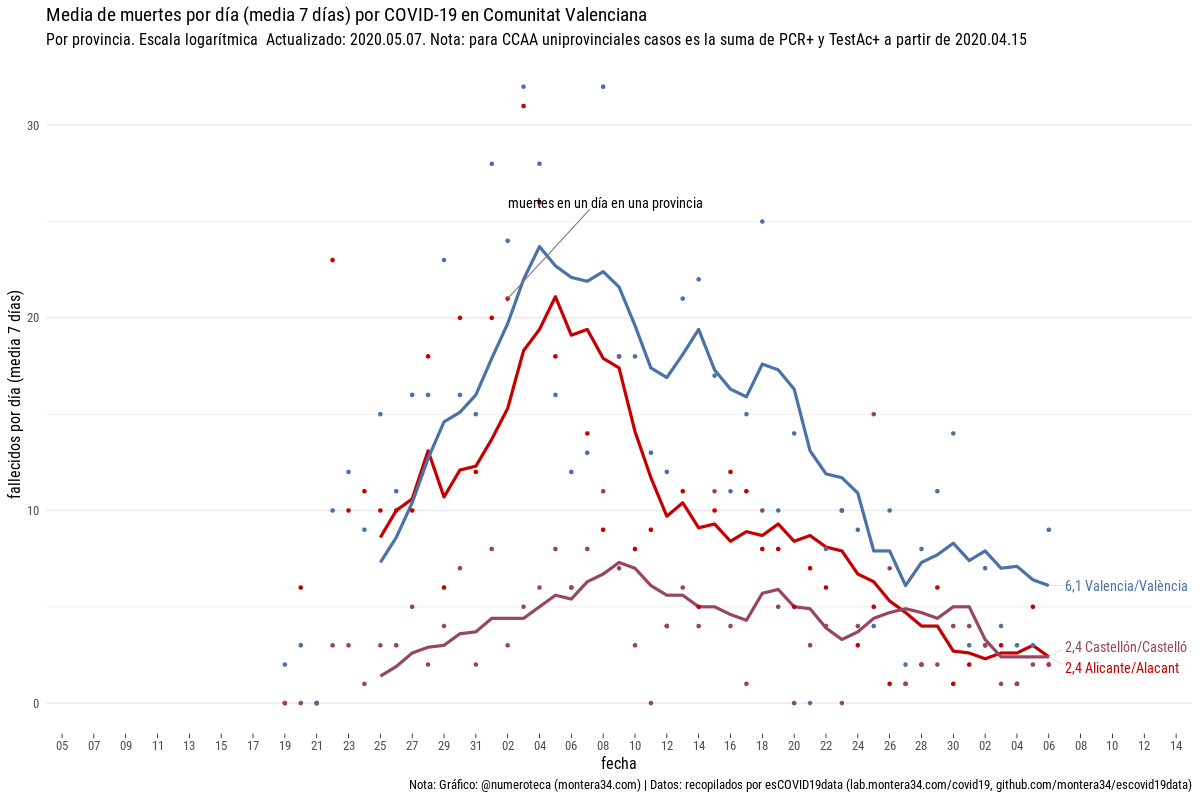 Media de muertes por día (media 7 días) por COVID-19 en Comunitat Valenciana
Por provincia. Escala logarítmica  Actualizado: 2020.05.07. Nota: para CCAA uniprovinciales casos es la suma de PCR+ y TestAc+ a partir de 2020.04.15
fallecidos por día (media 7 días)
30
20
10
0
muertes en un día en una provincia
6,1 Valencia/València
2,4 Castellón/Castelló
2,4 Alicante/Alacant
05 07 09 11 13 15 17 19 21 23 25 27 29 31 02 04 06 08 10 12 14 16 18 20 22 24 26 28 30 02 04 06 08 10 12 14
fecha
Nota: Gráfico: @numeroteca (montera34.com) | Datos: recopilados por esCOVID19data (lab.montera34.com/covid19, github.com/montera34/escovid19data)